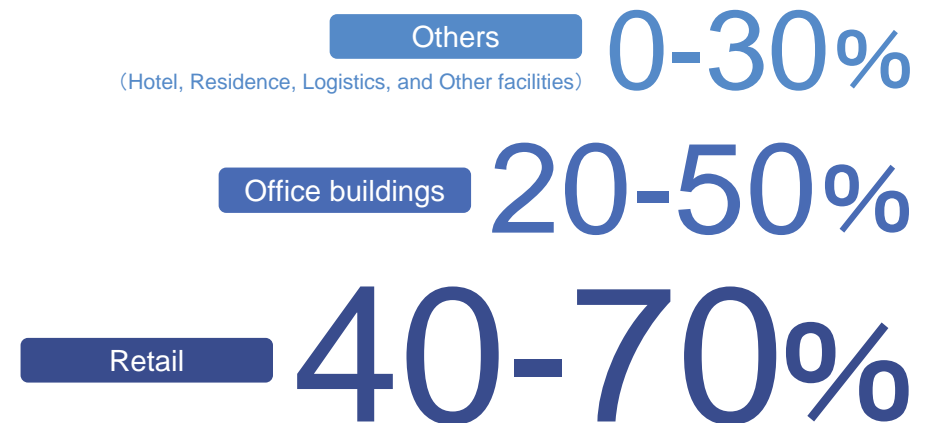 Others 0-30%
（Hotel, Residence, Logistics, and Other facilities）
Office buildings 20-50%
Retail 40-70%